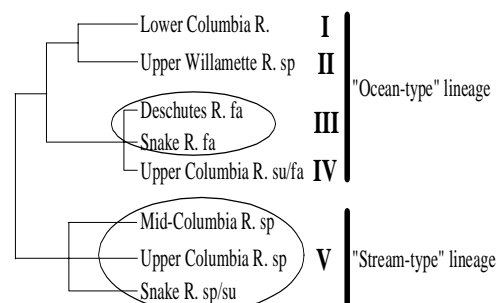 Lower Columbia R. I
Upper Willamette R. sp II
"Ocean-type" lineage
Deschutes R. fa
III
Snake R. fa
Upper Columbia R. su/fa IV
Mid-Columbia R. sp
Upper Columbia R. sp V "Stream-type" lineage
Snake R. sp/su